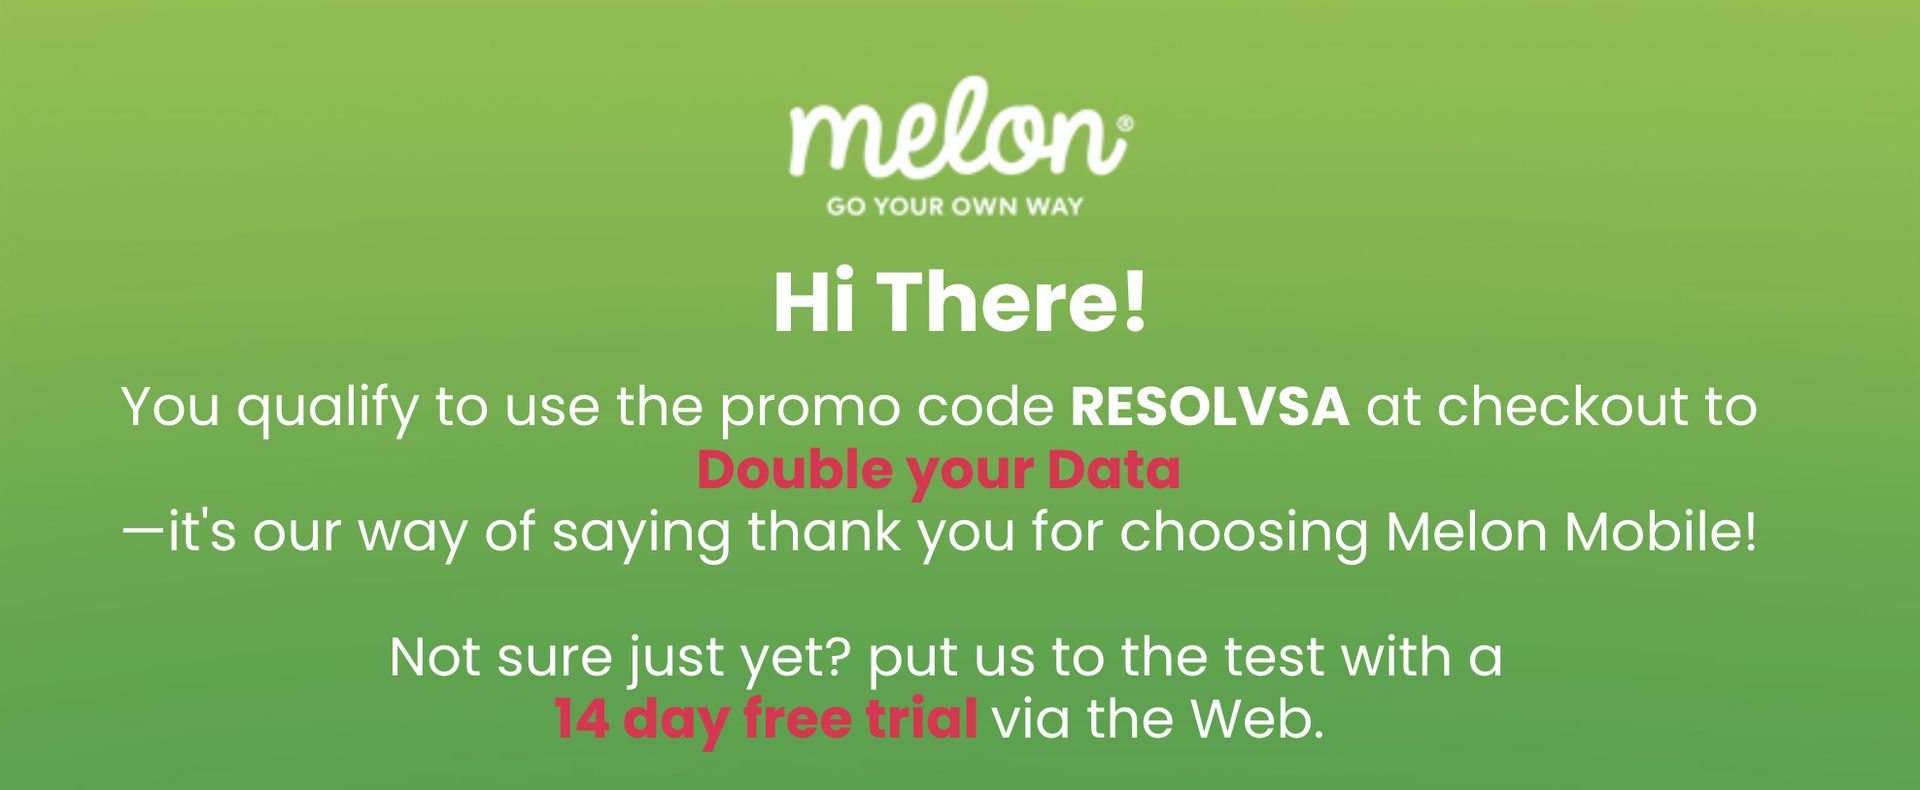 melon®
GO YOUR OWN WAY
Hi There!
You qualify to use the promo code RESOLVSA at checkout to
Double your Data
—it's our way of saying thank you for choosing Melon Mobile!
Not sure just yet? put us to the test with a
14 day free trial via the Web.